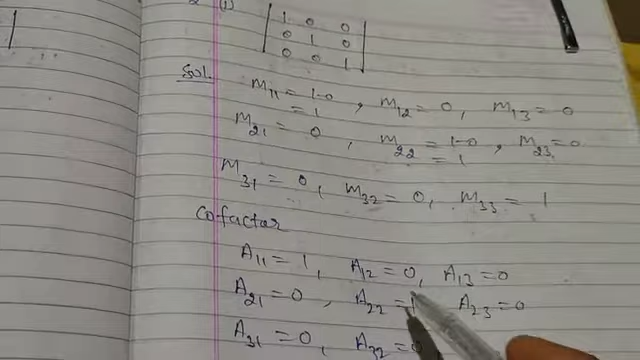 (i) | 1 0 0 |
| 0 1 0 |
| 0 0 1 |
Sol.
M₁₁ = 1-0 , M₁₂ = 0, M₁₃ = 0
= 1
M₂₁ = 0 , M₂₂ = 1-0 , M₂₃ = 0
= 1
M₃₁ = 0, M₃₂ = 0, M₃₃ = 1
Cofactor
A₁₁ = 1, A₁₂ = 0, A₁₃ = 0
A₂₁ = 0, A₂₂ = 1 A₂₃ = 0
A₃₁ = 0, A₃₂ = 0